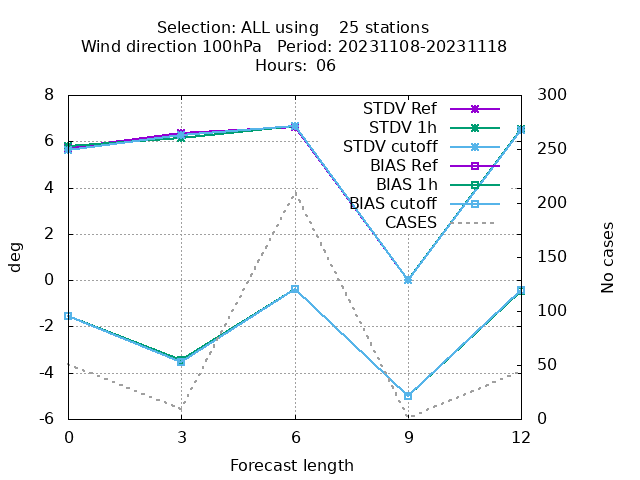 Selection: ALL using 25 stations
Wind direction 100hPa Period: 20231108-20231118
Hours: 06
STDV Ref
STDV 1h
STDV cutoff
BIAS Ref
BIAS 1h
BIAS cutoff
CASES
8
6
4
2
0
-2
-4
-6
deg
300
250
200
150
100
50
0
No cases
0 3 6 9 12
Forecast length